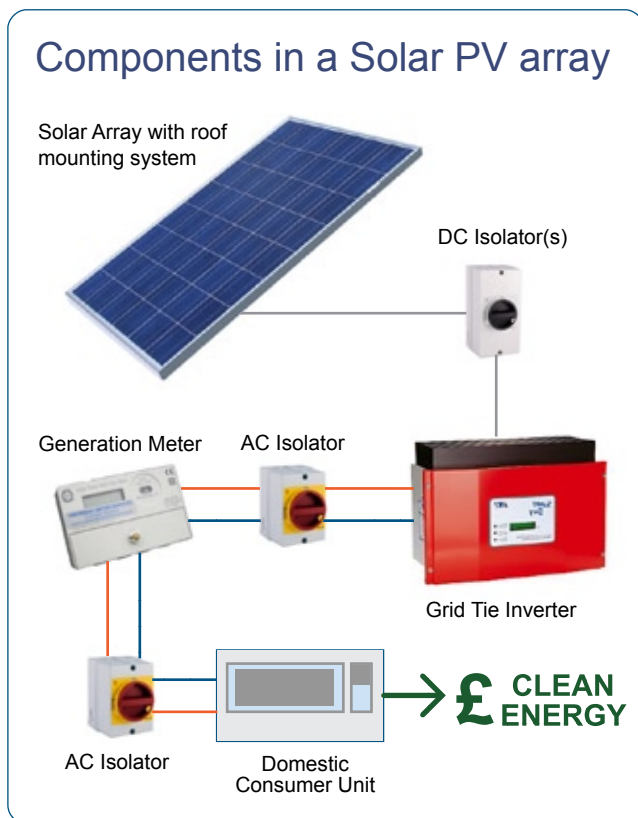 Components in a Solar PV array
Solar Array with roof
mounting system
DC Isolator(s)
Generation Meter
AC Isolator
Grid Tie Inverter
AC Isolator
Domestic
Consumer Unit
£ CLEAN
ENERGY